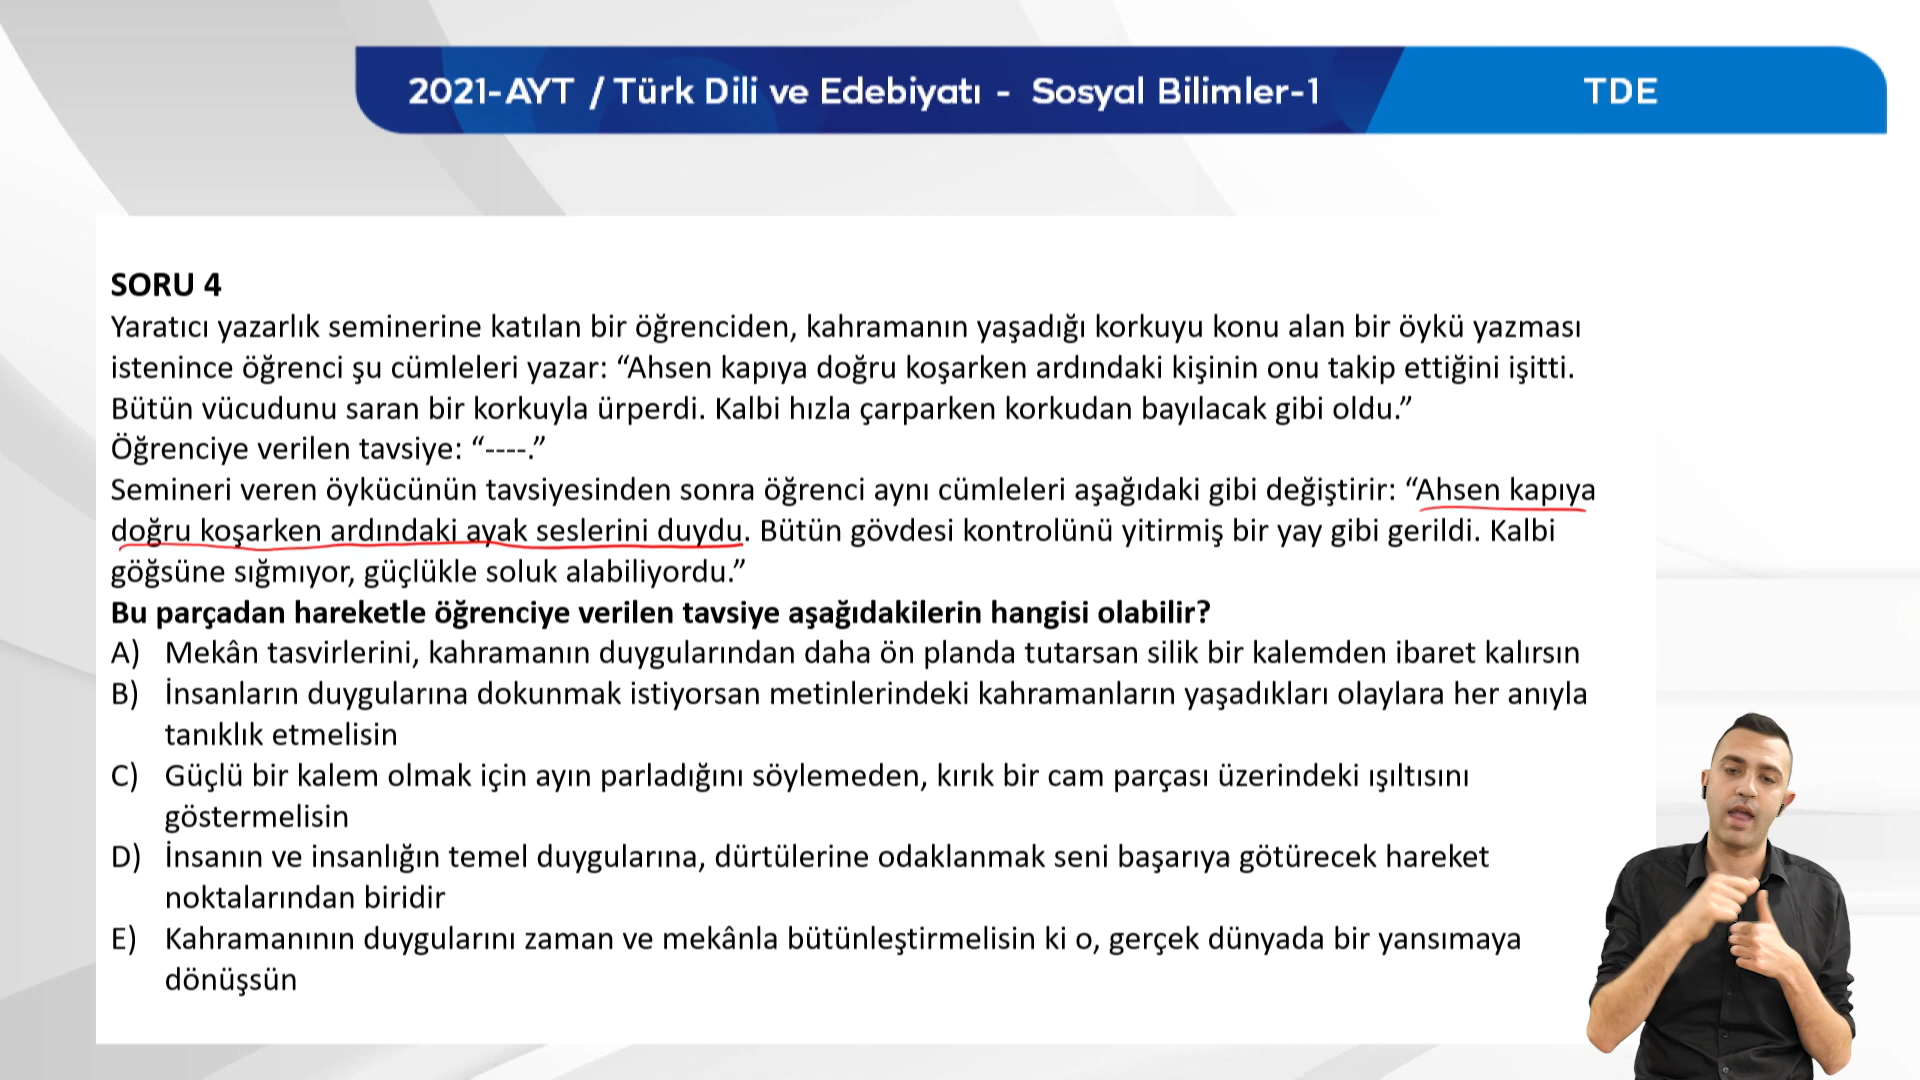 2021-AYT / Türk Dili ve Edebiyatı - Sosyal Bilimler-1
TDE
SORU 4
Yaratıcı yazarlık seminerine katılan bir öğrenciden, kahramanın yaşadığı korkuyu konu alan bir öykü yazması
istenince öğrenci şu cümleleri yazar: “Ahsen kapıya doğru koşarken ardındaki kişinin onu takip ettiğini işitti.
Bütün vücudunu saran bir korkuyla ürperdi. Kalbi hızla çarparken korkudan bayılacak gibi oldu.”
Öğrenciye verilen tavsiye: “----.”
Semineri veren öykücünün tavsiyesinden sonra öğrenci aynı cümleleri aşağıdaki gibi değiştirir: “Ahsen kapıya
doğru koşarken ardındaki ayak seslerini duydu. Bütün gövdesi kontrolünü yitirmiş bir yay gibi gerildi. Kalbi
göğsüne sığmıyor, güçlükle soluk alabiliyordu.”
Bu parçadan hareketle öğrenciye verilen tavsiye aşağıdakilerin hangisi olabilir?
A) Mekân tasvirlerini, kahramanın duygularından daha ön planda tutarsan silik bir kalemden ibaret kalırsın
B) İnsanların duygularına dokunmak istiyorsan metinlerindeki kahramanların yaşadıkları olaylara her anıyla
tanıklık etmelisin
C) Güçlü bir kalem olmak için ayın parladığını söylemeden, kırık bir cam parçası üzerindeki ışıltısını
göstermelisin
D) İnsanın ve insanlığın temel duygularına, dürtülerine odaklanmak seni başarıya götürecek hareket
noktalarından biridir
E) Kahramanının duygularını zaman ve mekânla bütünleştirmelisin ki o, gerçek dünyada bir yansımaya
dönüşsün